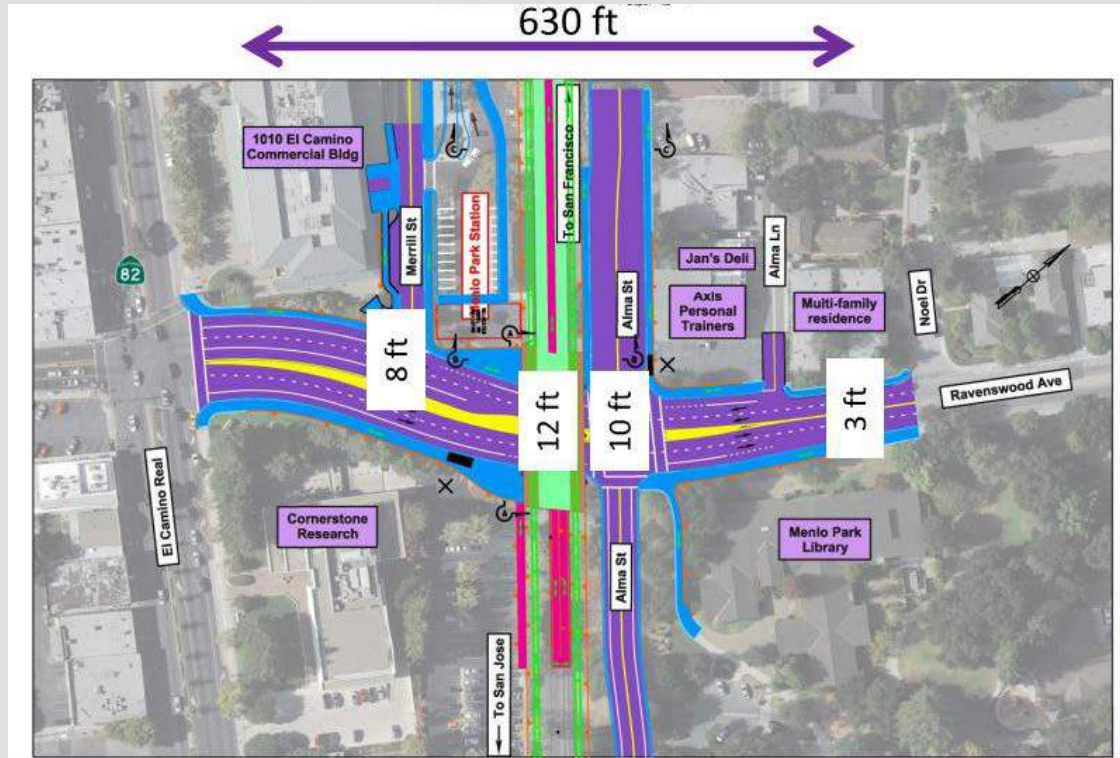 630 ft
1010 El Camino
Commercial Bldg
82
Merrill St
Menlo Park Station
To San Francisco
Alma St
Jan's Deli
Axis
Personal
Trainers
Alma Ln
Multi-family
residence
Noel Dr
Ravenswood Ave
8 ft
12 ft
10 ft
3 ft
El Camino Real
Cornerstone
Research
Menlo Park
Library
Alma St
To San Jose
C
C
B
A
B
A